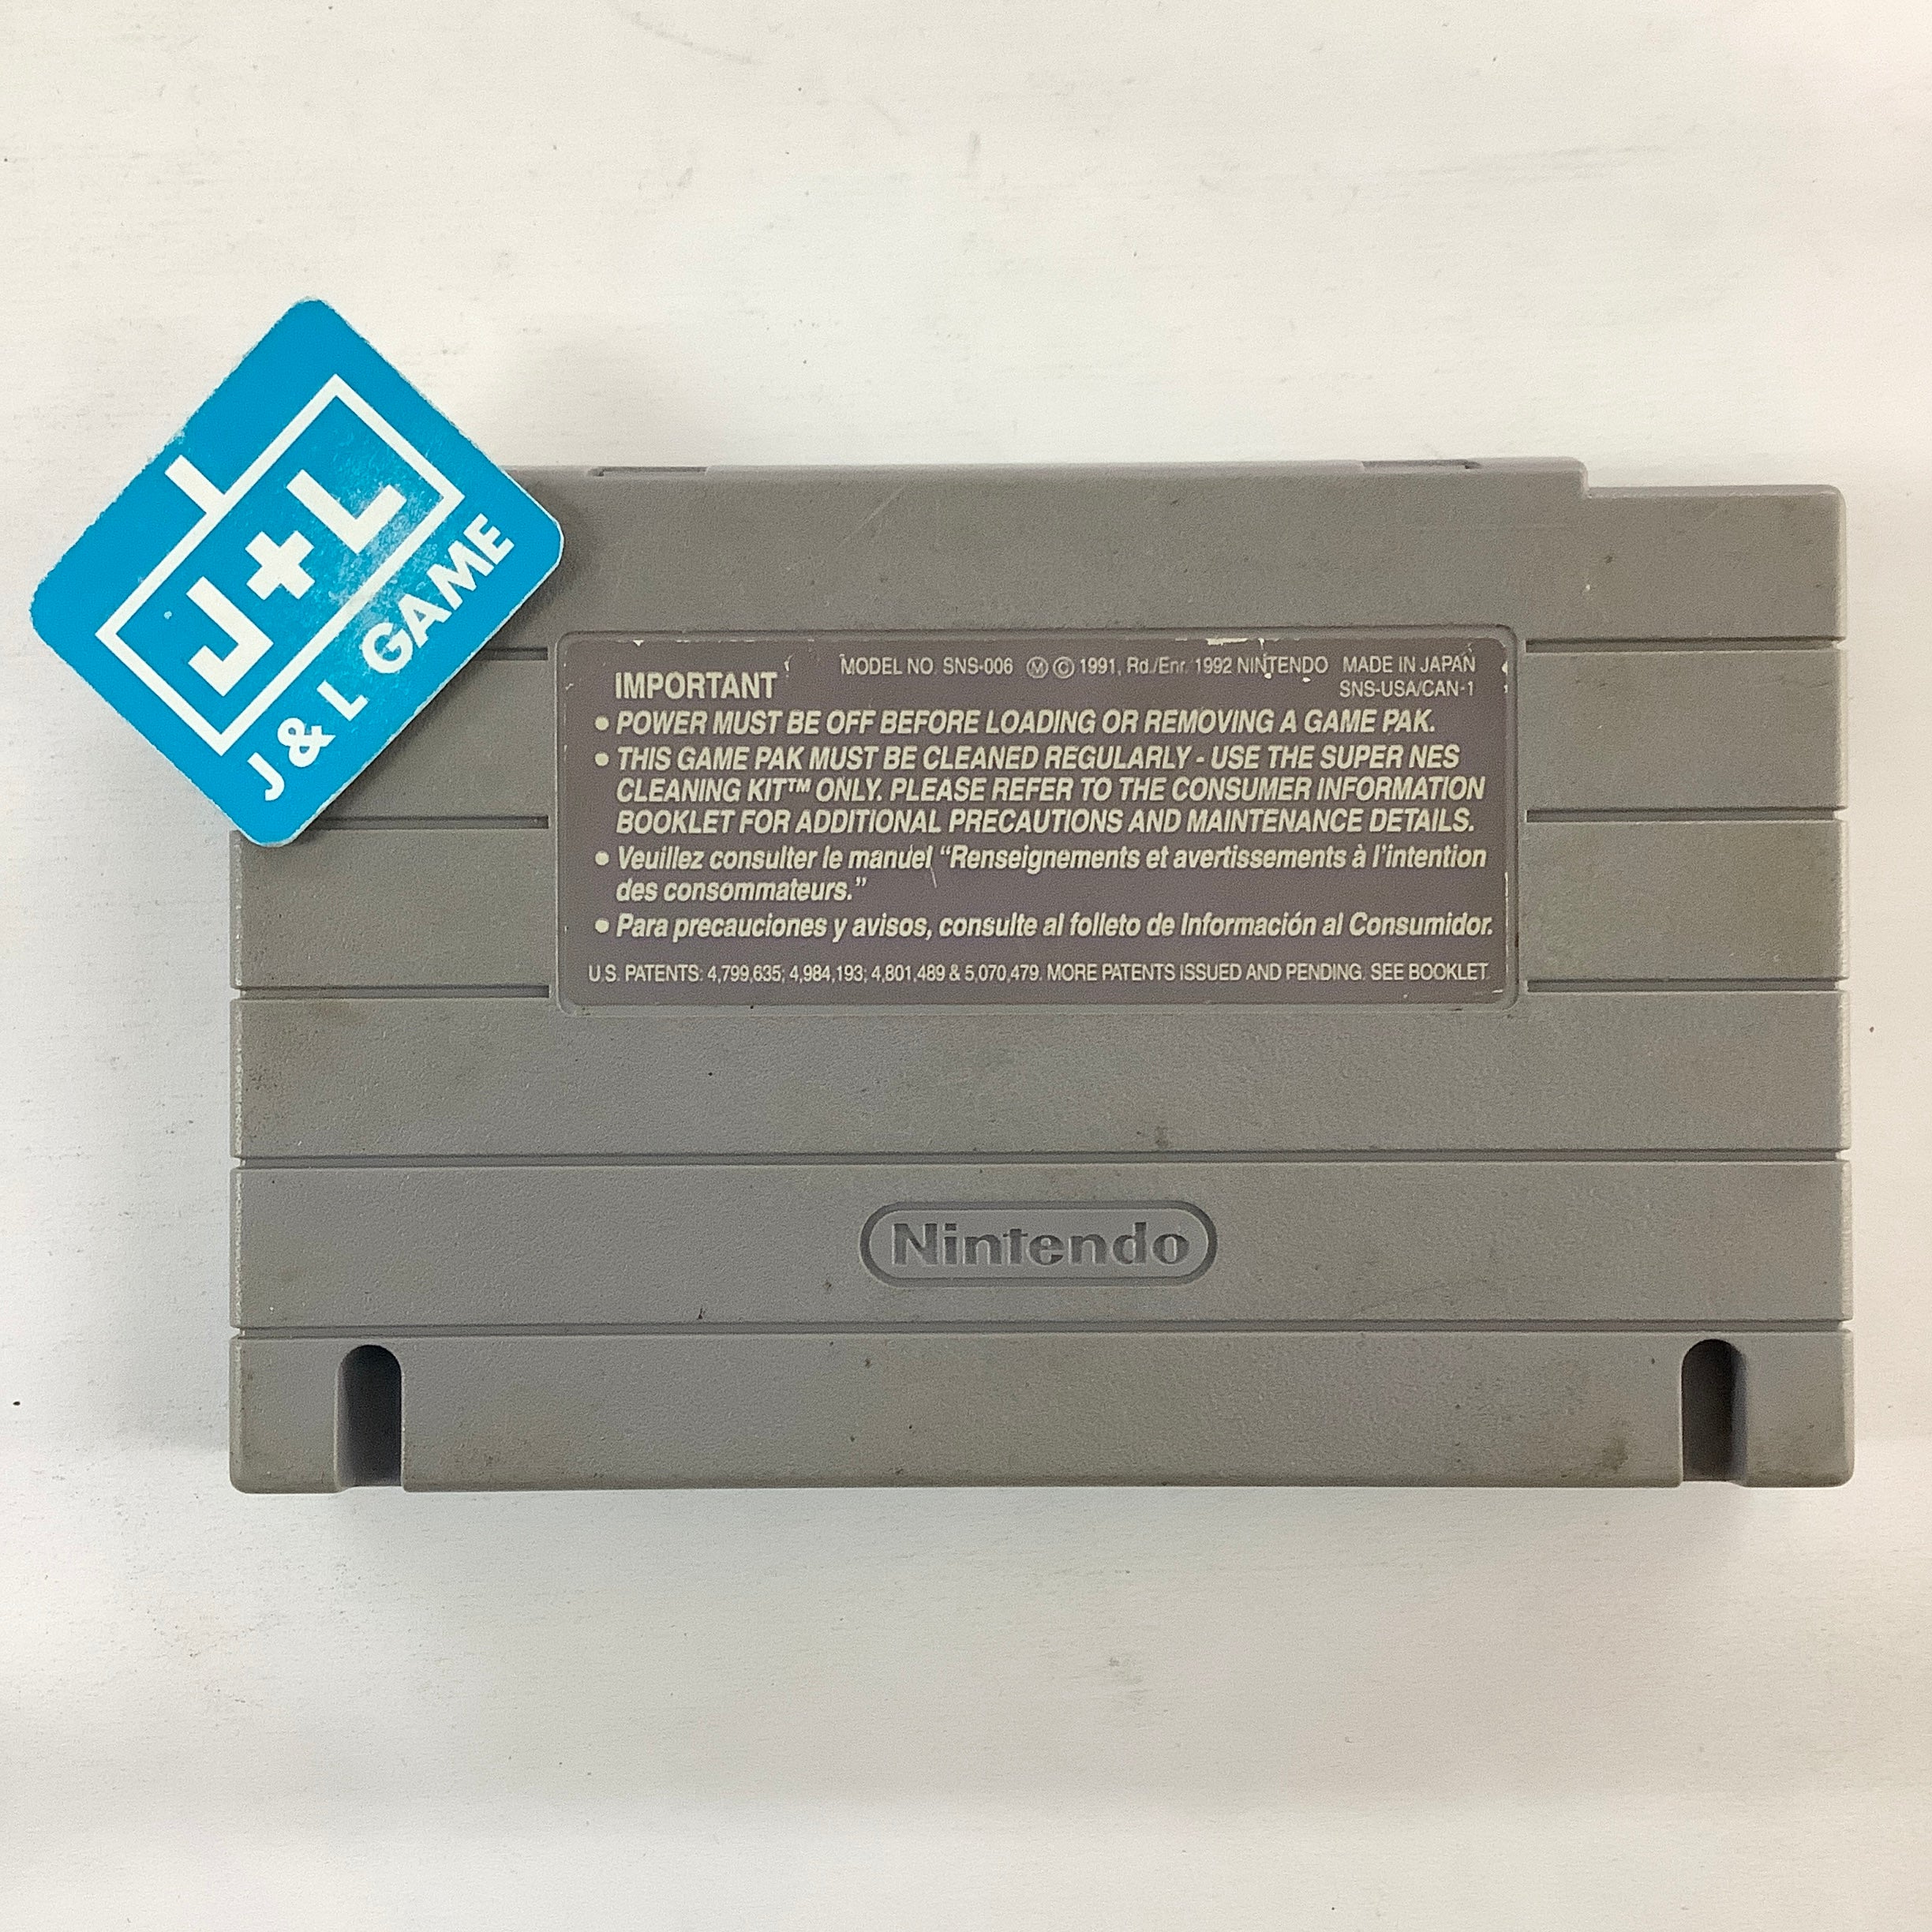 J+L
J & L GAME
MODEL NO. SNS-006 Ⓜ © 1991, Rd./Enr. 1992 NINTENDO MADE IN JAPAN
IMPORTANT SNS-USA/CAN-1
• POWER MUST BE OFF BEFORE LOADING OR REMOVING A GAME PAK.
• THIS GAME PAK MUST BE CLEANED REGULARLY - USE THE SUPER NES
CLEANING KIT™ ONLY. PLEASE REFER TO THE CONSUMER INFORMATION
BOOKLET FOR ADDITIONAL PRECAUTIONS AND MAINTENANCE DETAILS.
• Veuillez consulter le manuel “Renseignements et avertissements à l'intention
des consommateurs.”
• Para precauciones y avisos, consulte al folleto de Información al Consumidor.
U.S. PATENTS: 4,799,635; 4,984,193; 4,801,489 & 5,070,479. MORE PATENTS ISSUED AND PENDING. SEE BOOKLET.
Nintendo